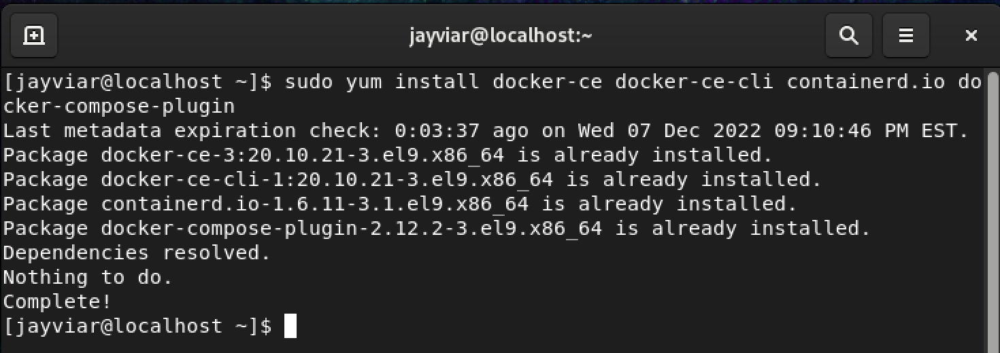 jayviar@localhost:~
[jayviar@localhost ~]$ sudo yum install docker-ce docker-ce-cli containerd.io do
cker-compose-plugin
Last metadata expiration check: 0:03:37 ago on Wed 07 Dec 2022 09:10:46 PM EST.
Package docker-ce-3:20.10.21-3.el9.x86_64 is already installed.
Package docker-ce-cli-1:20.10.21-3.el9.x86_64 is already installed.
Package containerd.io-1.6.11-3.1.el9.x86_64 is already installed.
Package docker-compose-plugin-2.12.2-3.el9.x86_64 is already installed.
Dependencies resolved.
Nothing to do.
Complete!
[jayviar@localhost ~]$